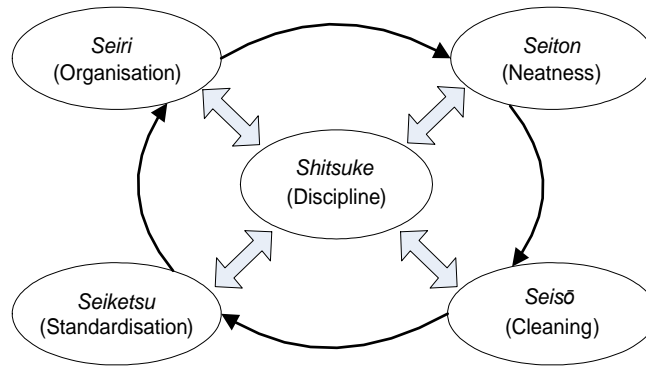 Seiri
(Organisation)
Seiton
(Neatness)
Shitsuke
(Discipline)
Seiketsu
(Standardisation)
Seisō
(Cleaning)